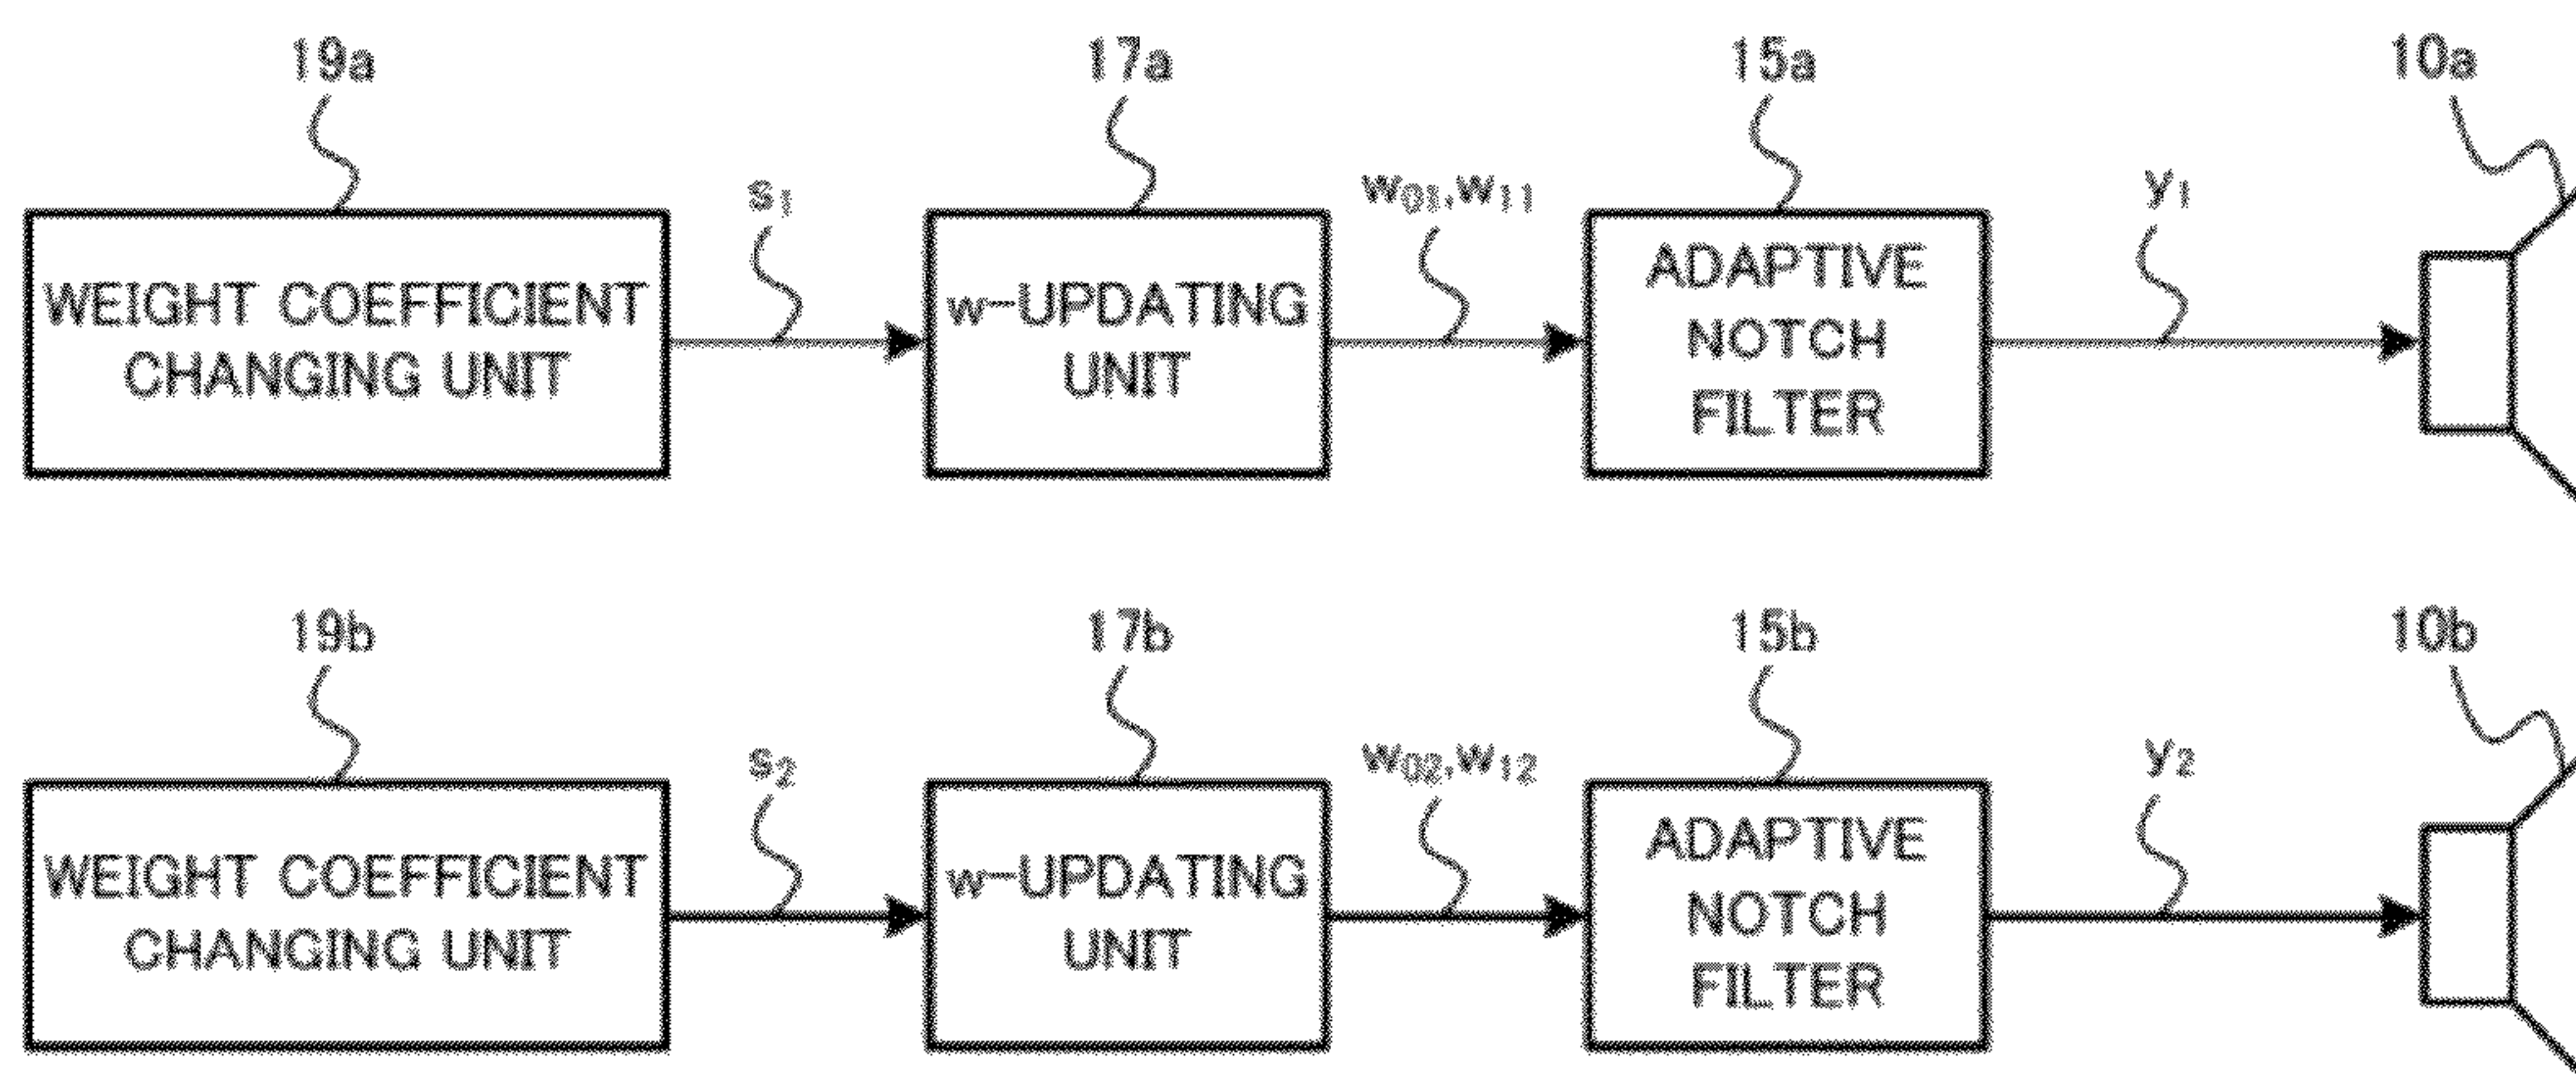 19a 17a 15a 10a
s1 w01,w11 y1
WEIGHT COEFFICIENT
CHANGING UNIT
w-UPDATING
UNIT
ADAPTIVE
NOTCH
FILTER
19b 17b 15b 10b
s2 w02,w12 y2
WEIGHT COEFFICIENT
CHANGING UNIT
w-UPDATING
UNIT
ADAPTIVE
NOTCH
FILTER